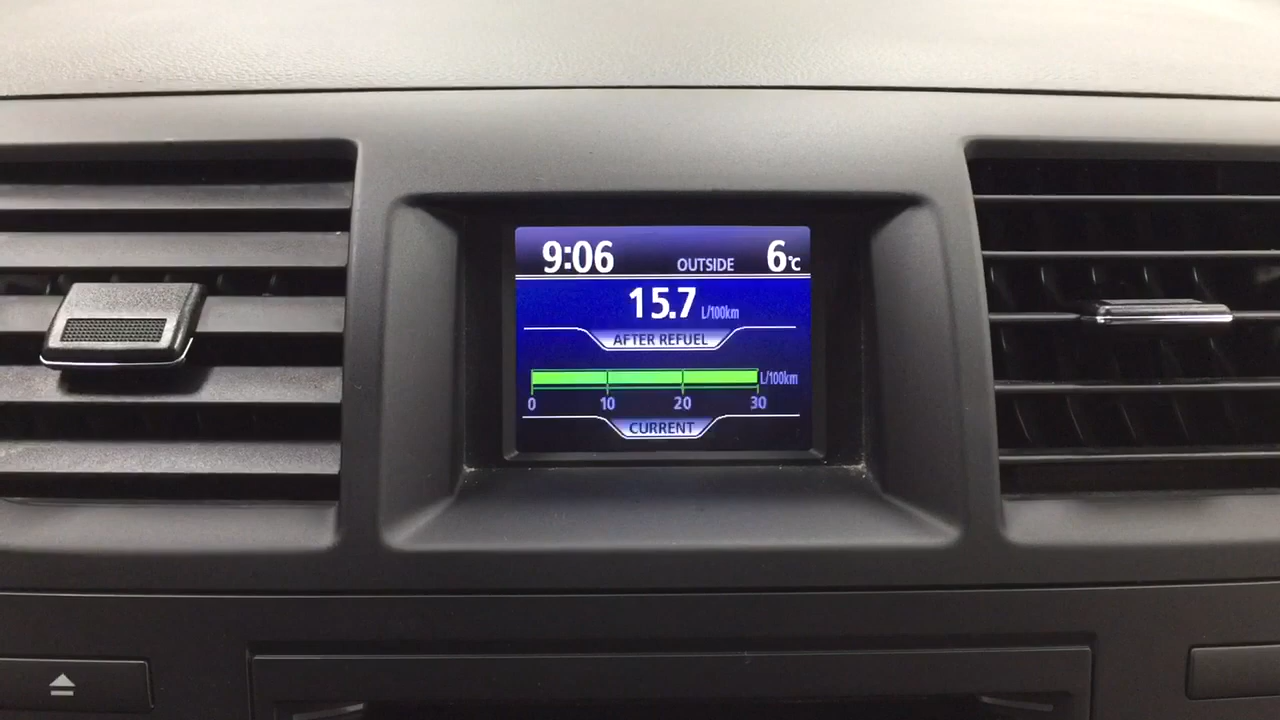 9:06 OUTSIDE 6°C
15.7 L/100km
AFTER REFUEL
L/100km
0 10 20 30
CURRENT